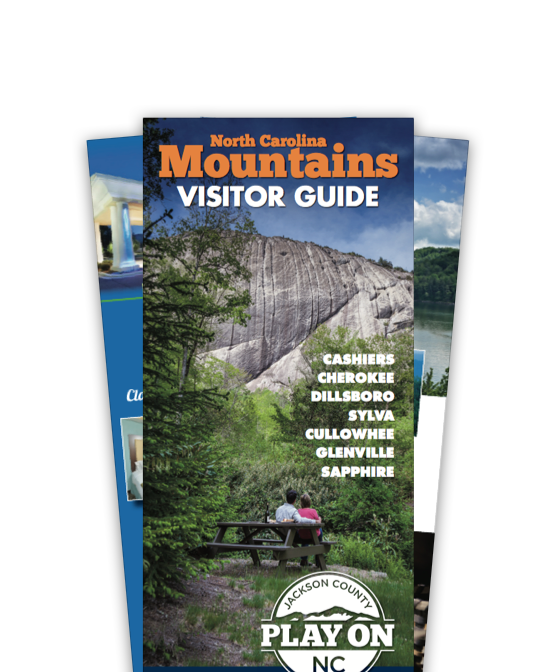 North Carolina
Mountains
VISITOR GUIDE
CASHIERS
CHEROKEE
DILLSBORO
SYLVA
CULLOWHEE
GLENVILLE
SAPPHIRE
JACKSON COUNTY
PLAY ON
NC